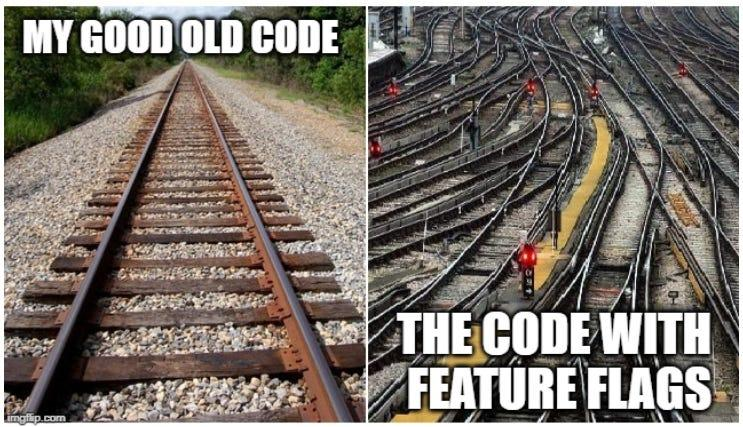 MY GOOD OLD CODE
THE CODE WITH
FEATURE FLAGS
imgflip.com